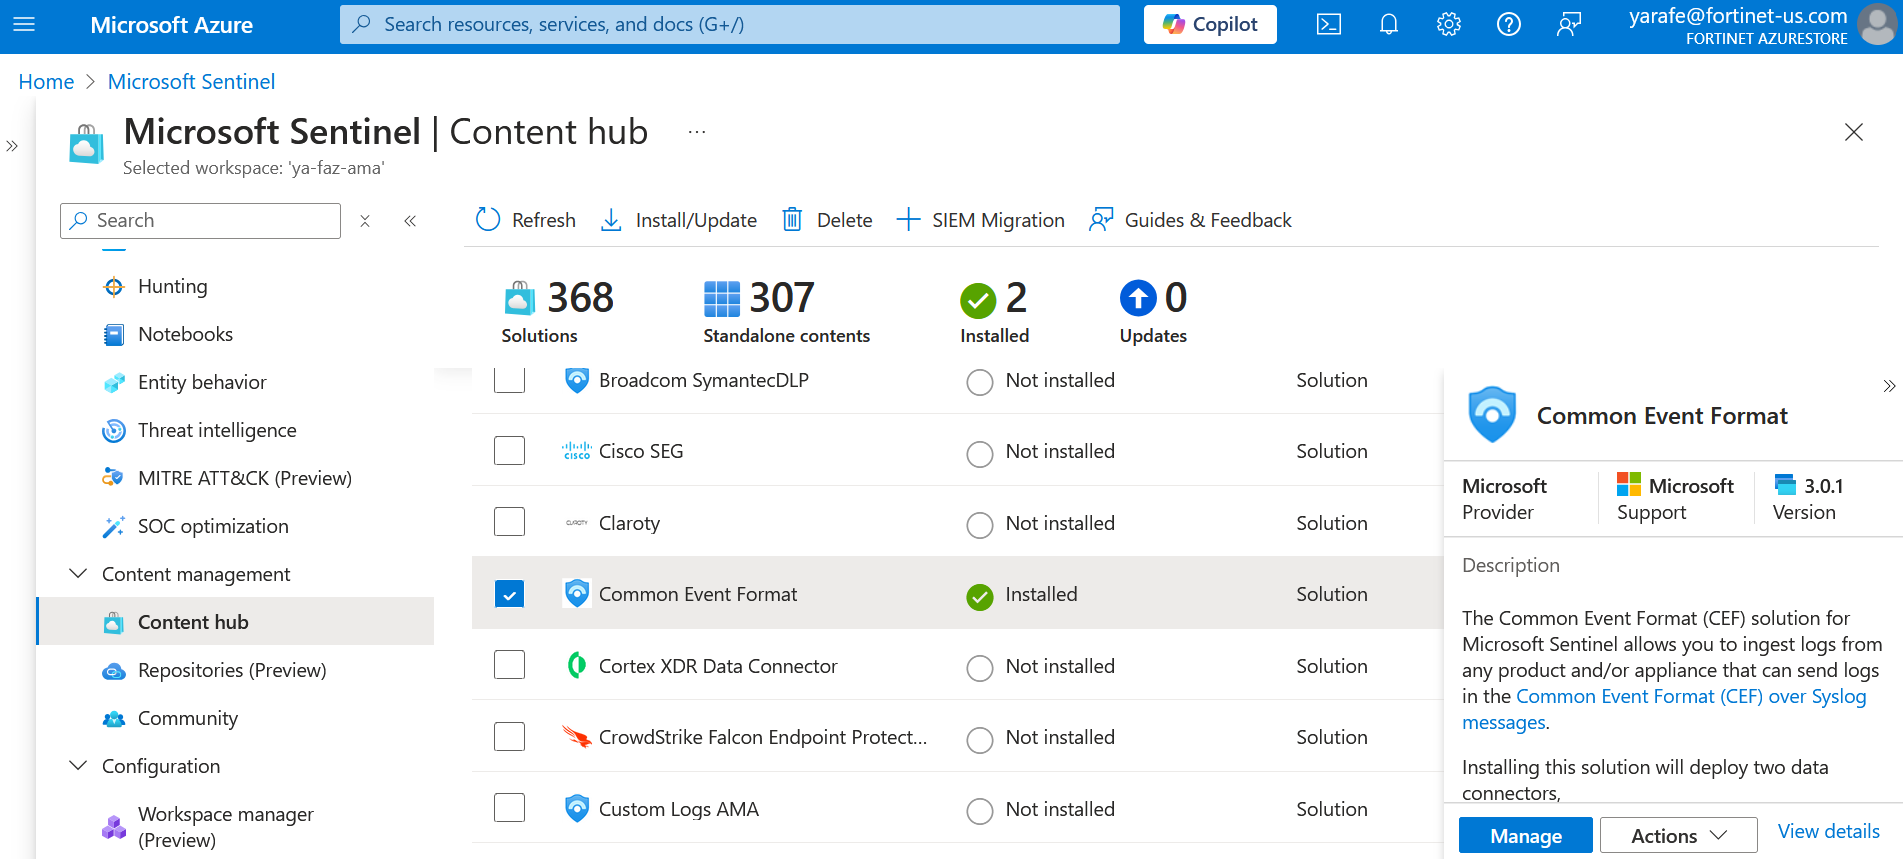 Microsoft Azure
Search resources, services, and docs (G+/)
Copilot
yarafe@fortinet-us.com
FORTINET AZURESTORE
Home > Microsoft Sentinel
Microsoft Sentinel | Content hub ...
Selected workspace: 'ya-faz-ama'
Search
Refresh
Install/Update
Delete
SIEM Migration
Guides & Feedback
Hunting
Notebooks
Entity behavior
Threat intelligence
MITRE ATT&CK (Preview)
SOC optimization
Content management
Content hub
Repositories (Preview)
Community
Configuration
Workspace manager
(Preview)
368
Solutions
307
Standalone contents
2
Installed
0
Updates
Broadcom SymantecDLP Not installed Solution
CISCO Cisco SEG Not installed Solution
CLAROTY Claroty Not installed Solution
Common Event Format Installed Solution
Cortex XDR Data Connector Not installed Solution
CrowdStrike Falcon Endpoint Protect... Not installed Solution
Custom Logs AMA Not installed Solution
Common Event Format
Microsoft
Provider
Microsoft
Support
3.0.1
Version
Description
The Common Event Format (CEF) solution for
Microsoft Sentinel allows you to ingest logs from
any product and/or appliance that can send logs
in the Common Event Format (CEF) over Syslog
messages.
Installing this solution will deploy two data
connectors,
Manage
Actions
View details